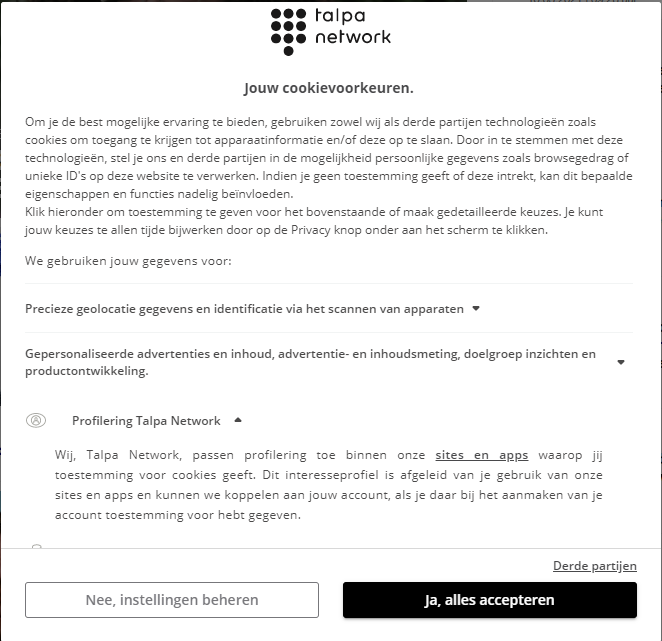 talpa
network
Jouw cookievoorkeuren.
Om je de best mogelijke ervaring te bieden, gebruiken zowel wij als derde partijen technologieën zoals
cookies om toegang te krijgen tot apparaatinformatie en/of deze op te slaan. Door in te stemmen met deze
technologieën, stel je ons en derde partijen in de mogelijkheid persoonlijke gegevens zoals browsegedrag of
unieke ID's op deze website te verwerken. Indien je geen toestemming geeft of deze intrekt, kan dit bepaalde
eigenschappen en functies nadelig beïnvloeden.
Klik hieronder om toestemming te geven voor het bovenstaande of maak gedetailleerde keuzes. Je kunt
jouw keuzes te allen tijde bijwerken door op de Privacy knop onder aan het scherm te klikken.
We gebruiken jouw gegevens voor:
Precieze geolocatie gegevens en identificatie via het scannen van apparaten
Gepersonaliseerde advertenties en inhoud, advertentie- en inhoudsmeting, doelgroep inzichten en
productontwikkeling.
Profilering Talpa Network
Wij, Talpa Network, passen profilering toe binnen onze sites en apps waarop jij
toestemming voor cookies geeft. Dit interesseprofiel is afgeleid van je gebruik van onze
sites en apps en kunnen we koppelen aan jouw account, als je daar bij het aanmaken van je
account toestemming voor hebt gegeven.
Derde partijen
Nee, instellingen beheren
Ja, alles accepteren